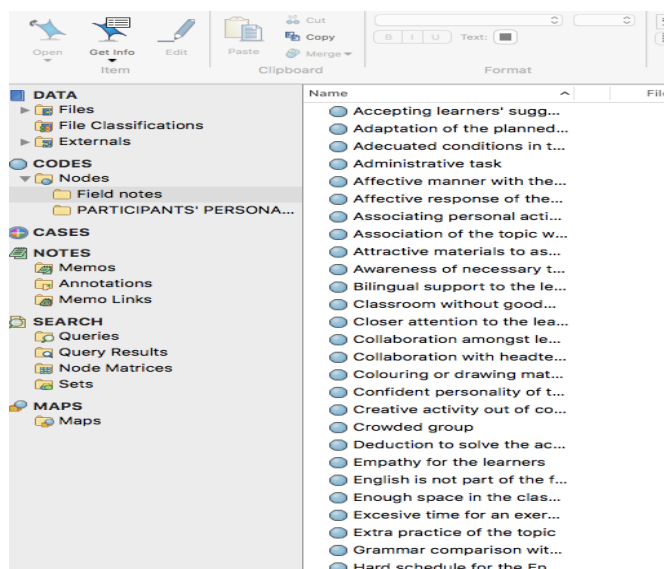 Open
Get Info
Edit
Item
Paste
Cut
Copy
Merge
Clipboard
B I U Text:
Format
DATA
Files
File Classifications
Externals
CODES
Nodes
Field notes
PARTICIPANTS' PERSONA...
CASES
NOTES
Memos
Annotations
Memo Links
SEARCH
Queries
Query Results
Node Matrices
Sets
MAPS
Maps
Name
Accepting learners' sugg...
Adaptation of the planned...
Adecuated conditions in t...
Administrative task
Affective manner with the...
Affective response of the...
Associating personal acti...
Association of the topic w...
Attractive materials to as...
Awareness of necessary t...
Bilingual support to the le...
Classroom without good...
Closer attention to the lea...
Collaboration amongst le...
Collaboration with headte...
Colouring or drawing mat...
Confident personality of t...
Creative activity out of co...
Crowded group
Deduction to solve the ac...
Empathy for the learners
English is not part of the f...
Enough space in the clas...
Excesive time for an exer...
Extra practice of the topic
Grammar comparison wit...
Hard schedule for the En...